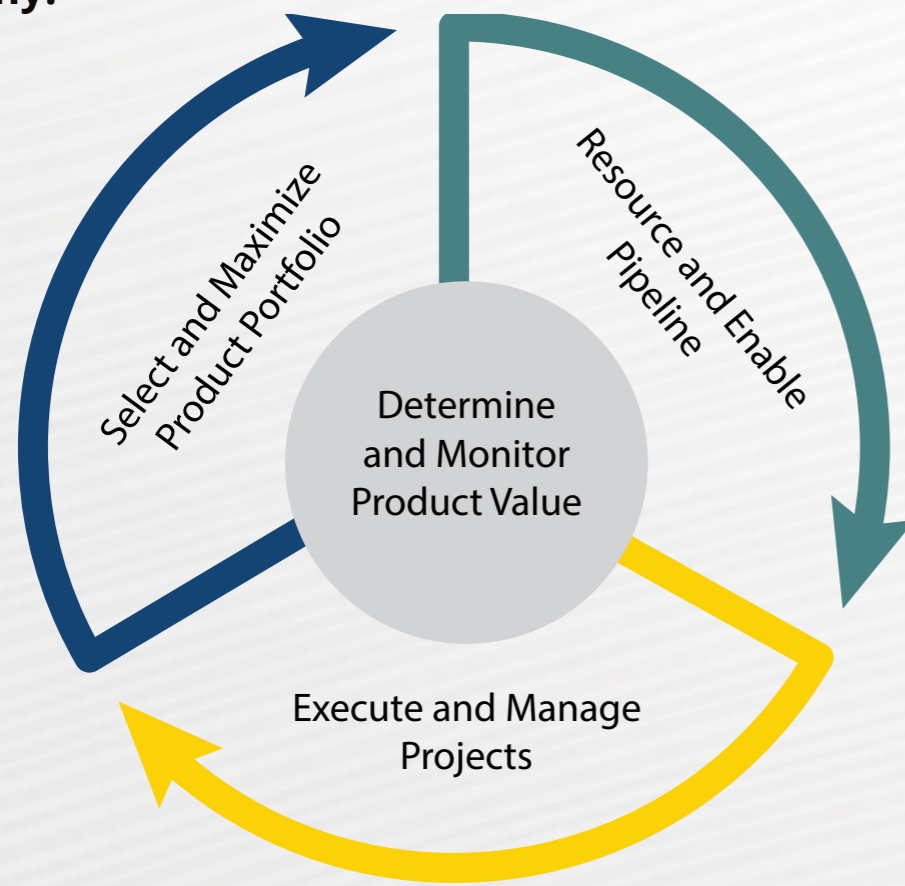 Select and Maximize
Product Portfolio
Resource and Enable
Pipeline
Determine
and Monitor
Product Value
Execute and Manage
Projects